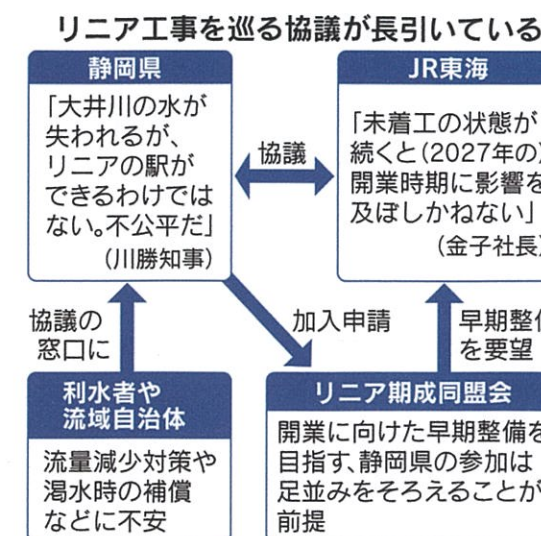 リニア工事を巡る協議が長引いている
静岡県
「大井川の水が
失われるが、
リニアの駅が
できるわけでは
ない。不公平だ」
(川勝知事)
協議
JR東海
「未着工の状態が
続くと(2027年の)
開業時期に影響を
及ぼしかねない」
(金子社長)
協議の
窓口に
加入申請
早期整備
を要望
利水者や
流域自治体
流量減少対策や
渇水時の補償
などに不安
リニア期成同盟会
開業に向けた早期整備を
目指す、静岡県の参加は
足並みをそろえることが
前提